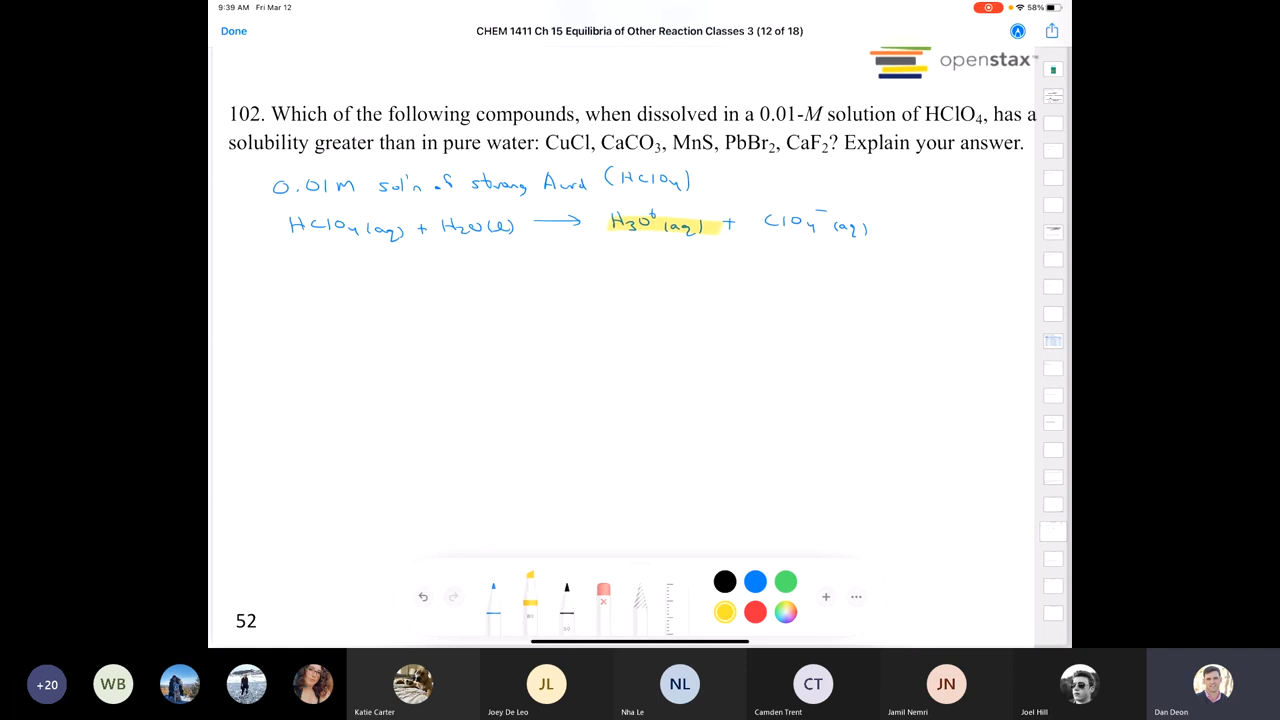 9:39 AM Fri Mar 12
58%
Done
CHEM 1411 Ch 15 Equilibria of Other Reaction Classes 3 (12 of 18)
openstax™
102. Which of the following compounds, when dissolved in a 0.01-M solution of HClO₄, has a
solubility greater than in pure water: CuCl, CaCO₃, MnS, PbBr₂, CaF₂? Explain your answer.
0.01M sol'n of strong Acid (HClO₄)
HClO₄(aq) + H₂O(l) ⟶ H₃O⁺(aq) + ClO₄⁻(aq)
52
+20
WB
JL
NL
CT
JN
Katie Carter
Joey De Leo
Nha Le
Camden Trent
Jamil Nemri
Joel Hill
Dan Deon